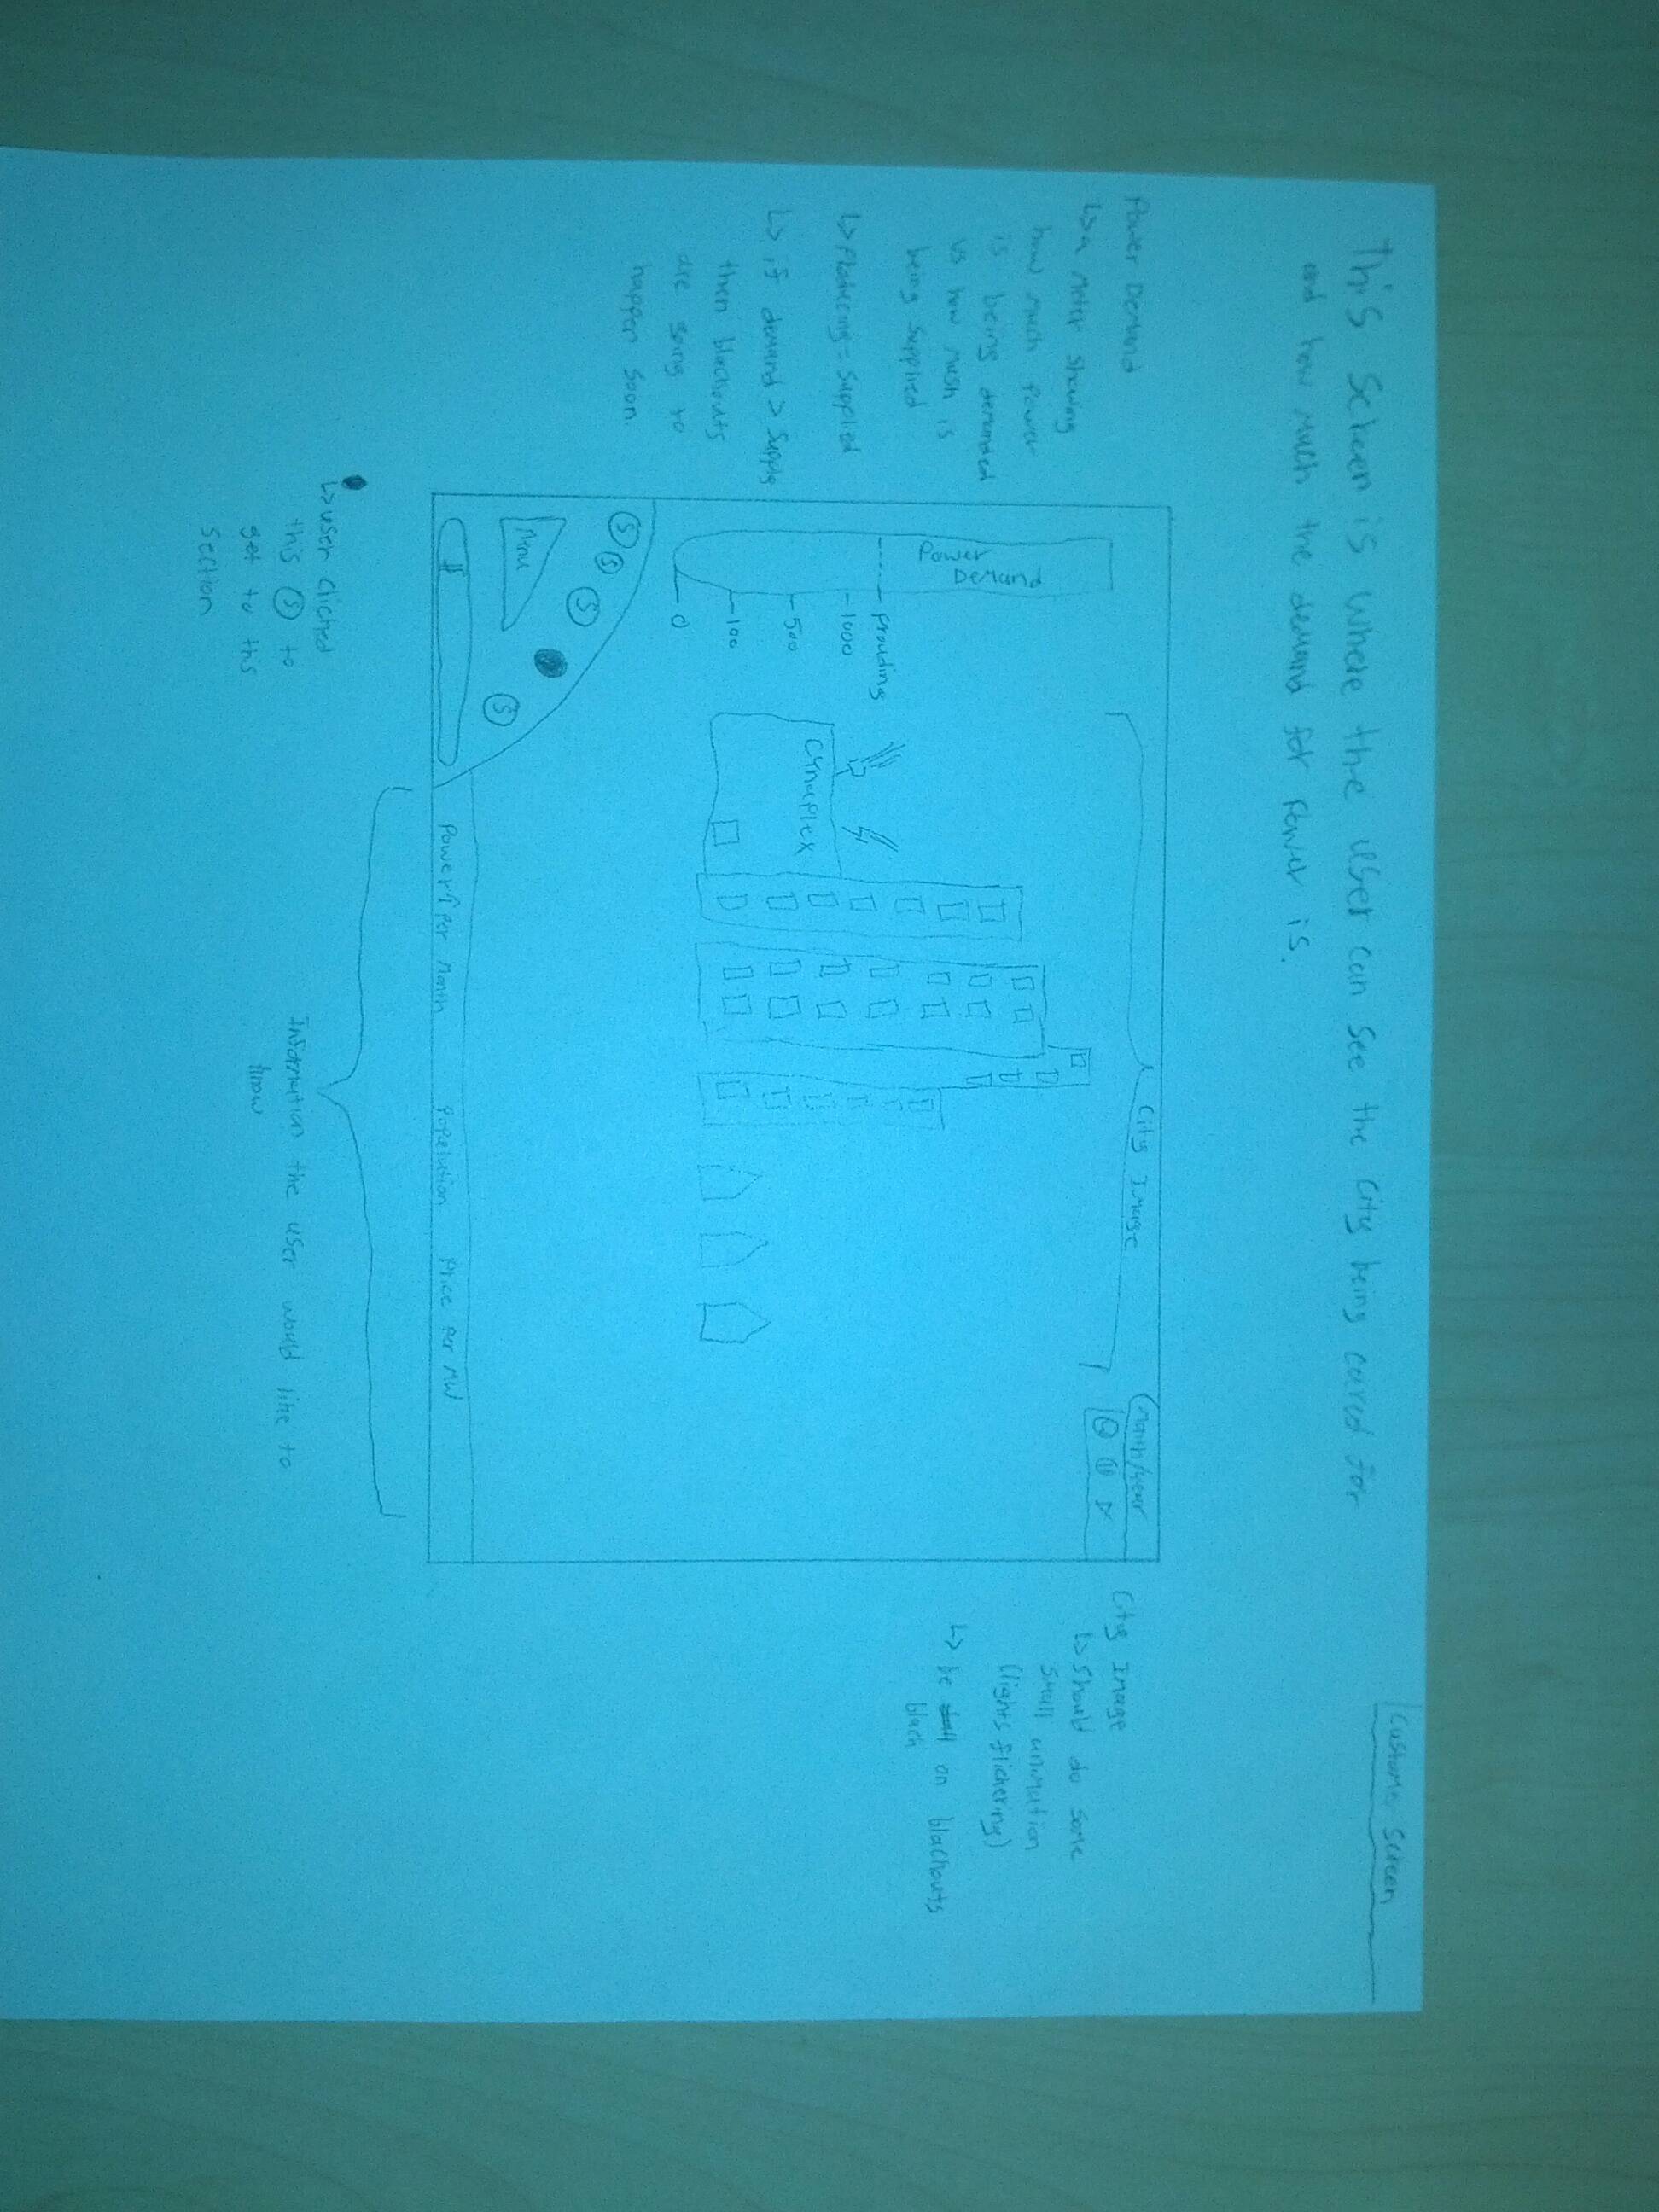 Customer Screen
This Screen is where the user can see the city being cared for
and how much the demand for power is.
Power Demand
↳ a meter showing
how much power
is being demanded
vs how much is
being supplied
↳ Producing = supplied
↳ if demand > supply
then blackouts
are going to
happen soon
Power
Demand
prouding
1000
500
100
0
City Image
Month/year
Cynaplex
S
S
S
S
Menu
Power per Month
Population
Price per MW
City Image
↳ Should do some
small animation
(lights flickering)
↳ be on blackouts
black
↳ user clicked
this S to
get to this
section
Information the user would like to
know